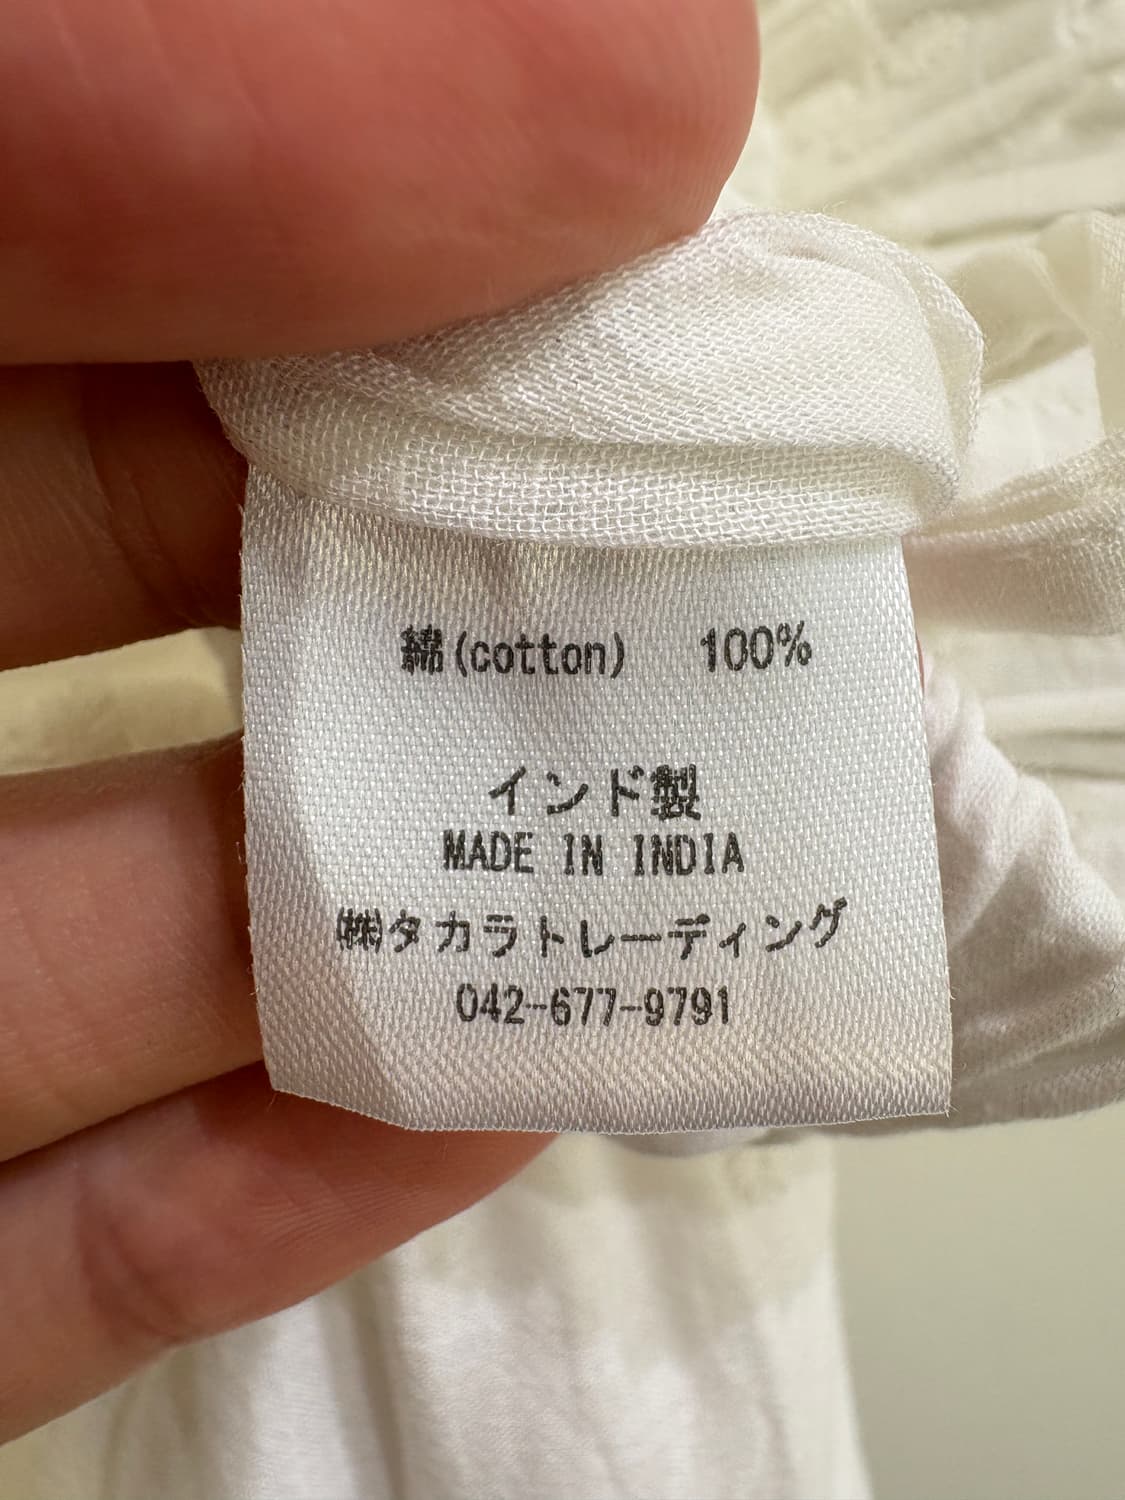 綿(cotton) 100%
インド製
MADE IN INDIA
㈱タカラトレーディング
042-677-9791